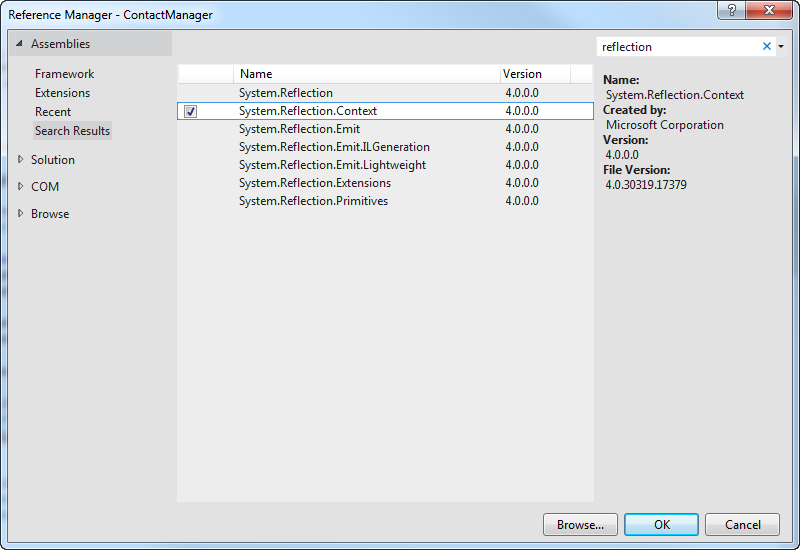 Reference Manager - ContactManager
Assemblies
Framework
Extensions
Recent
Search Results
Solution
COM
Browse
Name Version
System.Reflection 4.0.0.0
System.Reflection.Context 4.0.0.0
System.Reflection.Emit 4.0.0.0
System.Reflection.Emit.ILGeneration 4.0.0.0
System.Reflection.Emit.Lightweight 4.0.0.0
System.Reflection.Extensions 4.0.0.0
System.Reflection.Primitives 4.0.0.0
reflection
Name:
System.Reflection.Context
Created by:
Microsoft Corporation
Version:
4.0.0.0
File Version:
4.0.30319.17379
Browse... OK Cancel